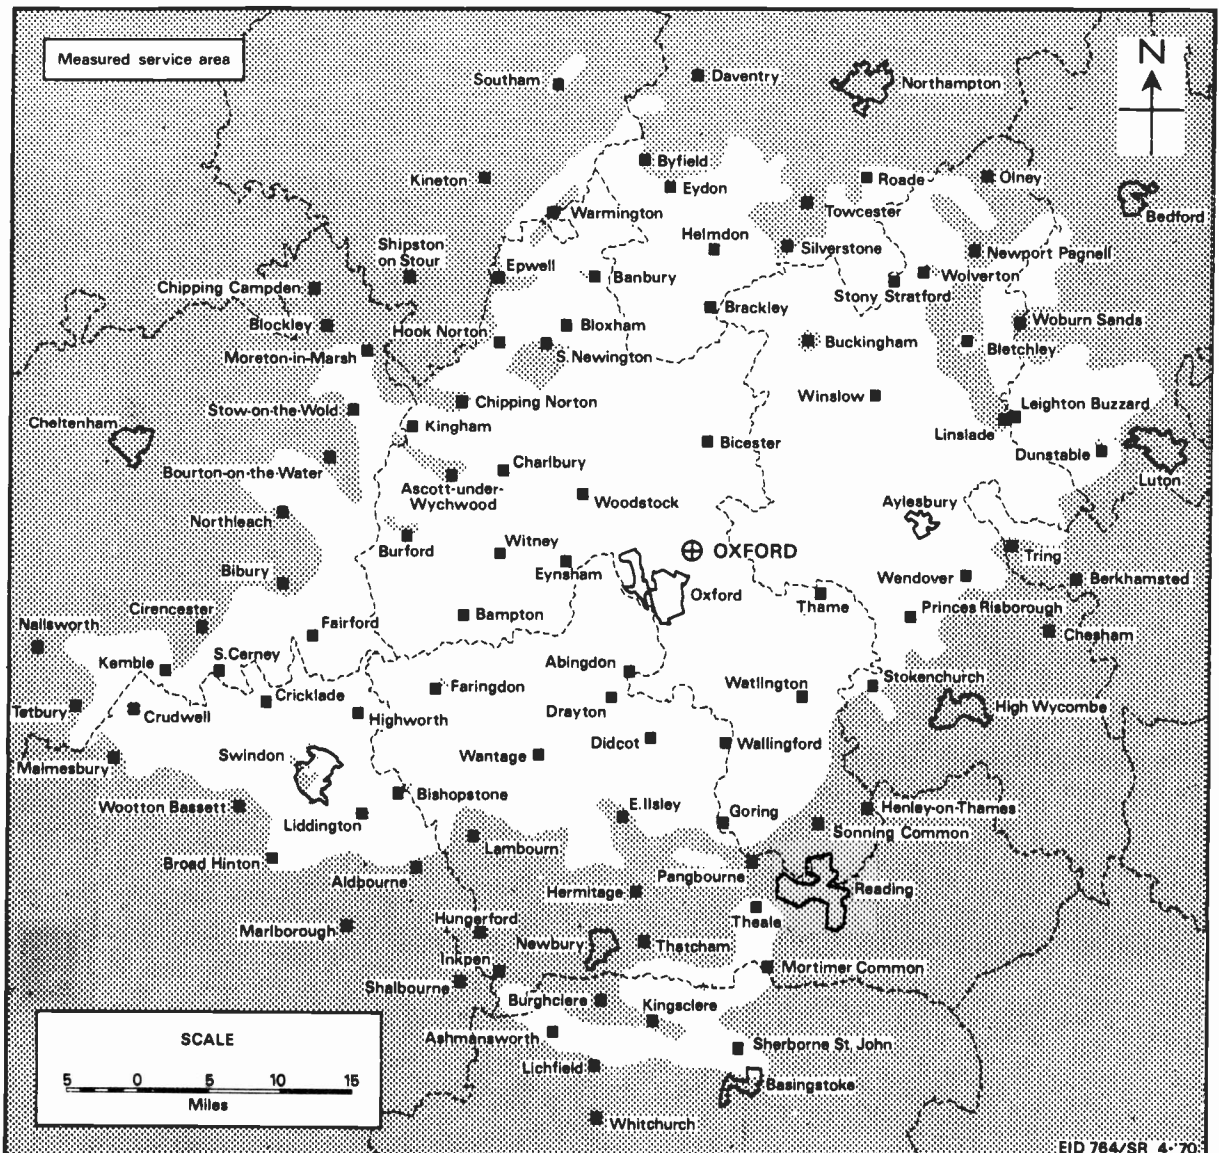 Measured service area
N
Southam
Daventry
Northampton
Byfield
Kineton
Eydon
Roade
Olney
Bedford
Warmington
Towcester
Helmdon
Silverstone
Newport Pagnell
Shipston
on Stour
Epwell
Banbury
Wolverton
Chipping Campden
Stony Stratford
Brackley
Blockley
Hook Norton
Bloxham
Woburn Sands
Buckingham
Bletchley
Moreton-in-Marsh
S. Newington
Winslow
Stow-on-the-Wold
Chipping Norton
Leighton Buzzard
Cheltenham
Kingham
Linslade
Bicester
Dunstable
Bourton-on-the-Water
Charlbury
Luton
Ascott-under-
Wychwood
Woodstock
Aylesbury
Northleach
Burford
Witney
OXFORD
Tring
Eynsham
Bibury
Wendover
Berkhamsted
Oxford
Thame
Cirencester
Princes Risborough
Nailsworth
Fairford
Bampton
Chesham
Kemble
S. Cerney
Abingdon
Stokenchurch
Cricklade
Faringdon
Watlington
Tetbury
Crudwell
Highworth
Drayton
High Wycombe
Didcot
Wallingford
Swindon
Wantage
Malmesbury
Bishopstone
Wootton Bassett
E. Ilsley
Goring
Henley-on-Thames
Liddington
Sonning Common
Lambourn
Broad Hinton
Aldbourne
Pangbourne
Hermitage
Reading
Theale
Marlborough
Hungerford
Newbury
Thatcham
Inkpen
Mortimer Common
Shalbourne
Burghclere
Kingsclere
Ashmansworth
Sherborne St. John
Lichfield
Basingstoke
Whitchurch
SCALE
5 0 5 10 15
Miles
EID 764/SR 4-'70